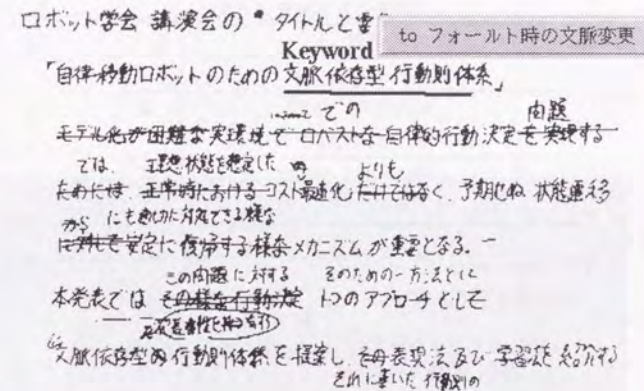 ロボット学会 講演会の • タイトルと
to フォールト時の文脈変更
Keyword
「自律移動ロボットのための文脈依存型行動則体系」
での 問題
モデル化が困難な実環境で ロバストな自律的行動決定を実現する
では、理想状態を想定した よりも
ためには、正常時における コスト最適化だけではなく、予期せぬ状態遷移
から にも適切に対処できる様な
に対して安定に復帰する様なメカニズムが重要となる。
この問題に対する そのための一方法として
本発表では その様な行動決定 1つのアプローチとして
文脈依存型の行動則体系を提案し、その表現法及び学習法を紹介する
それに基いた 行動則の